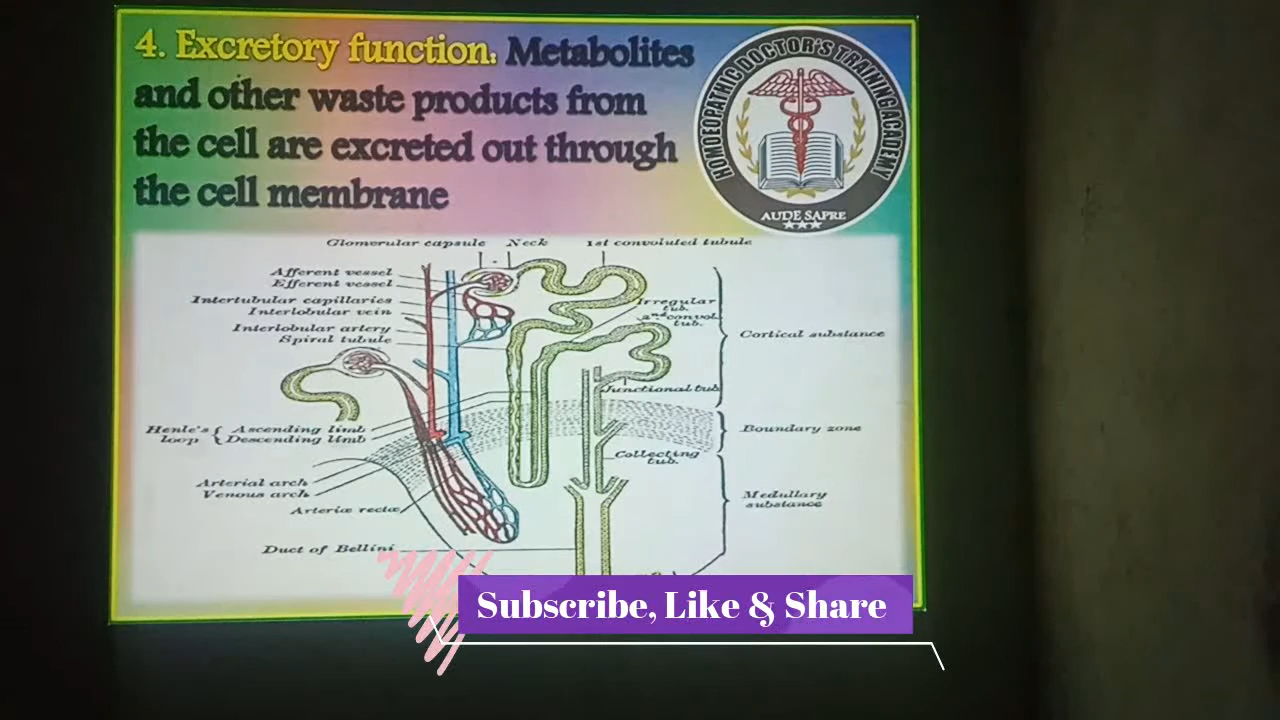 4. Excretory function: Metabolites
and other waste products from
the cell are excreted out through
the cell membrane
HOMOEOPATHIC DOCTOR'S TRAINING ACADEMY
AUDE SAPRE
Glomerular capsule Neck 1st convoluted tubule
Afferent vessel
Efferent vessel
Intertubular capillaries
Interlobular vein
Interlobular artery
Spiral tubule
Irregular
tub.
2nd convol.
tub.
Cortical substance
Junctional tub.
Henle's loop
Ascending limb
Descending limb
Boundary zone
Collecting
tub.
Arterial arch
Venous arch
Arteriæ rectæ
Medullary
substance
Duct of Bellini
Subscribe, Like & Share